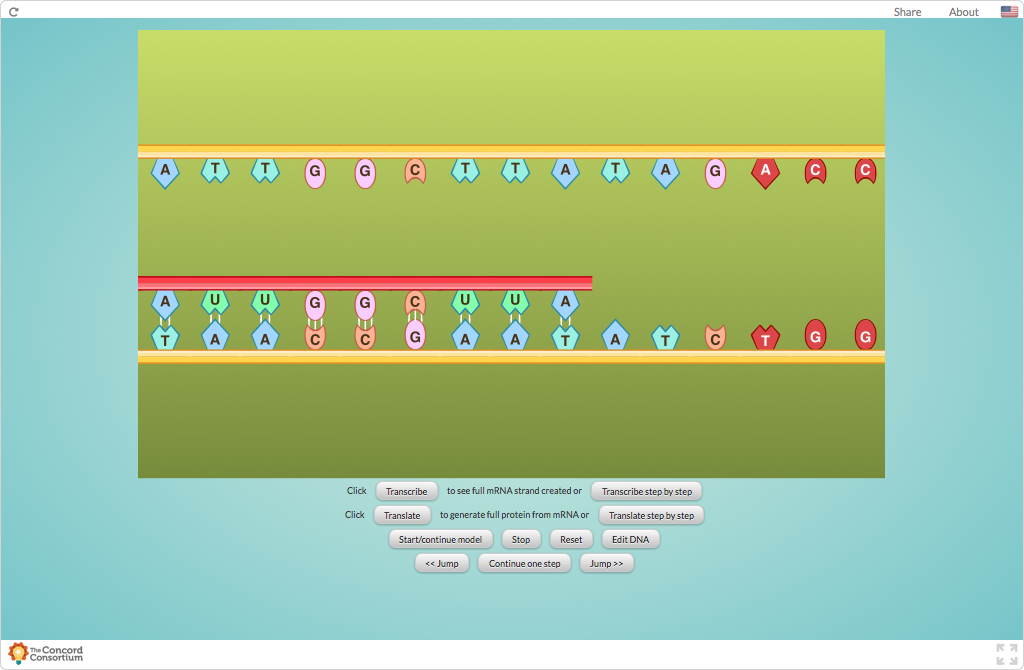 Share About
A T T G G C T T A T A G A C C
A U U G G C U U A
T A A C C G A A T A T C T G G
Click Transcribe to see full mRNA strand created or Transcribe step by step
Click Translate to generate full protein from mRNA or Translate step by step
Start/continue model Stop Reset Edit DNA
<< Jump Continue one step Jump >>
The Concord
Consortium